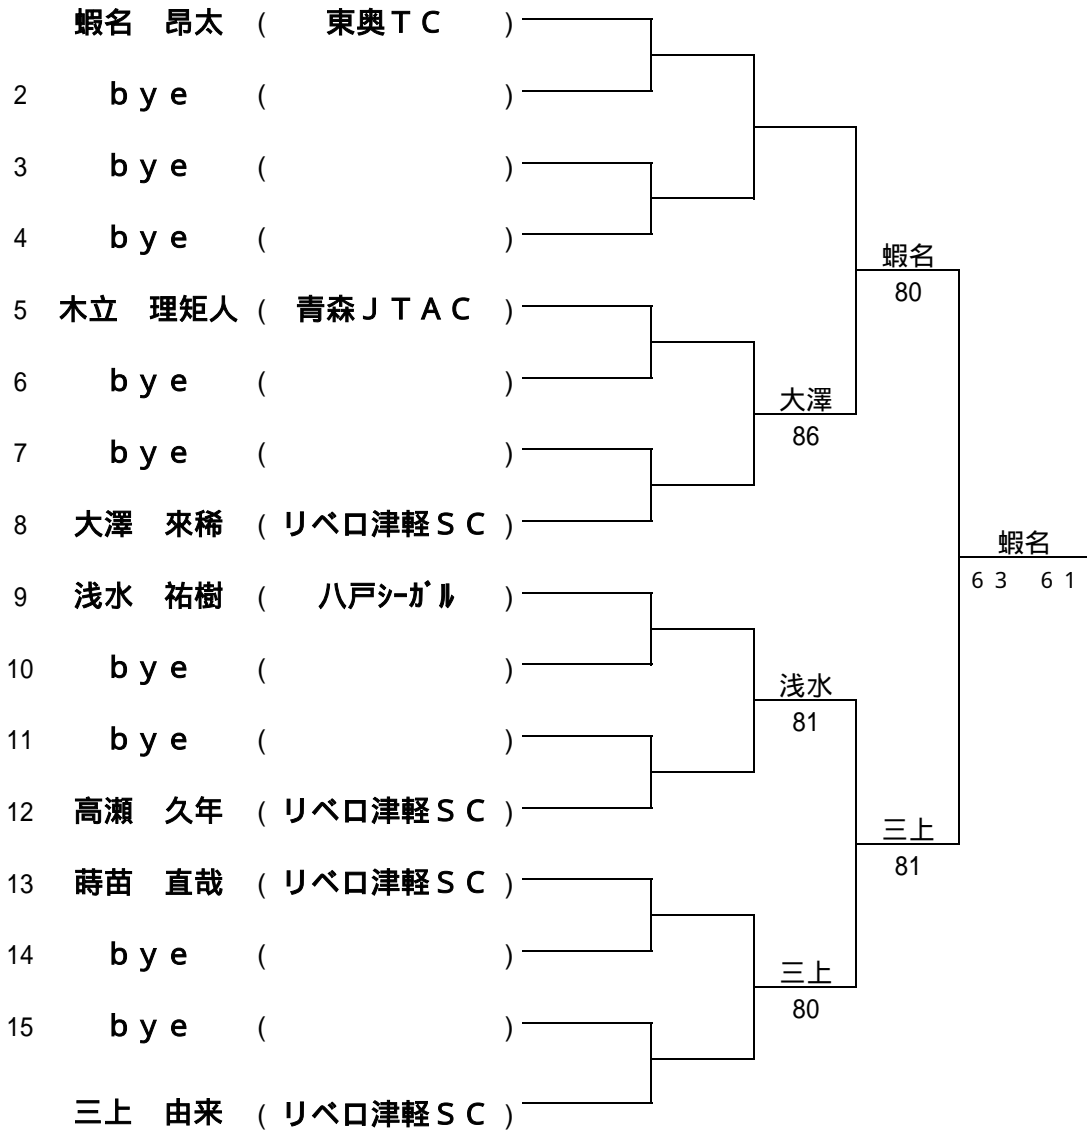 蝦名　昂太 ( 東奥ＴＣ )
2 ｂｙｅ ( )
3 ｂｙｅ ( )
4 ｂｙｅ ( )
蝦名
80
5 木立　理矩人 ( 青森ＪＴＡＣ )
6 ｂｙｅ ( )
大澤
86
7 ｂｙｅ ( )
8 大澤　來稀 ( リベロ津軽ＳＣ )
蝦名
6 3 6 1
9 浅水　祐樹 ( 八戸ｼｰｶﾞﾙ )
10 ｂｙｅ ( )
浅水
81
11 ｂｙｅ ( )
12 高瀬　久年 ( リベロ津軽ＳＣ )
三上
81
13 蒔苗　直哉 ( リベロ津軽ＳＣ )
14 ｂｙｅ ( )
三上
80
15 ｂｙｅ ( )
三上　由来 ( リベロ津軽ＳＣ )